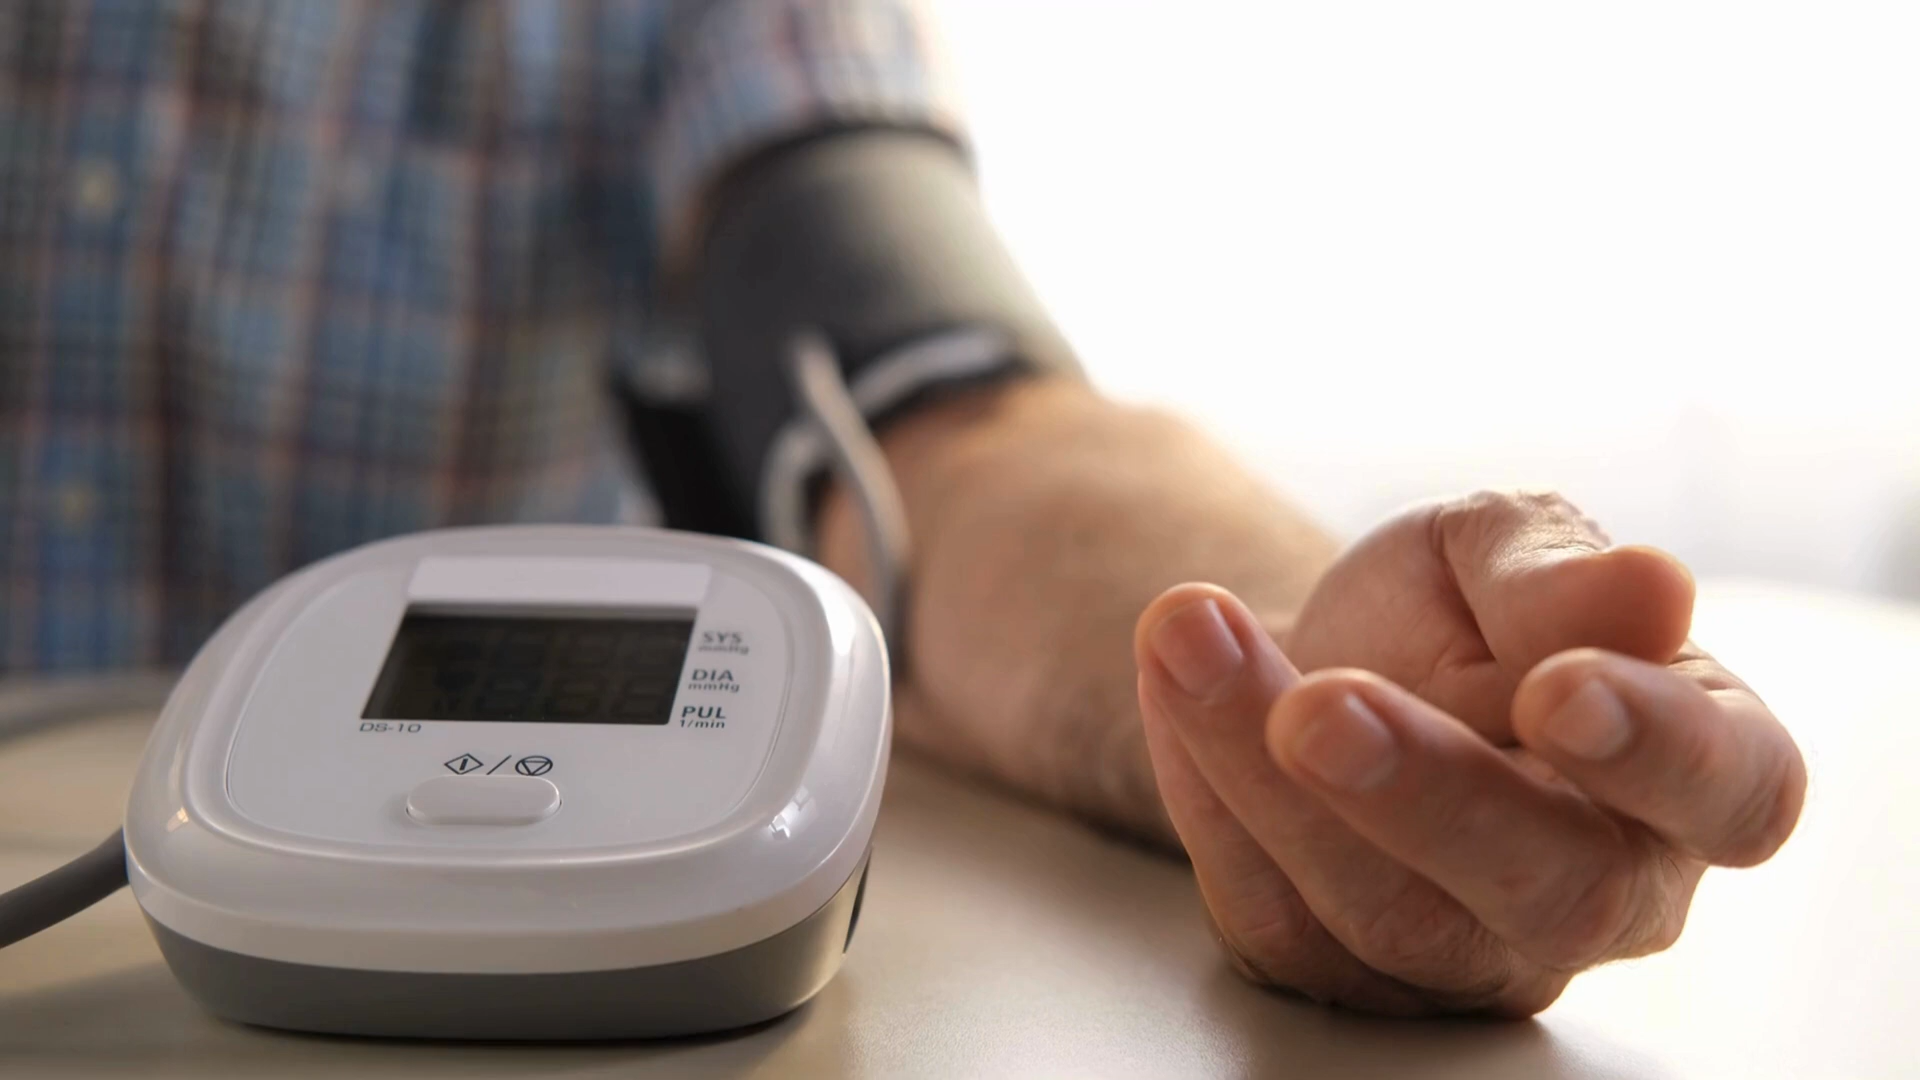 SYS
mmHg
DIA
mmHg
PUL
1/min
DS-10